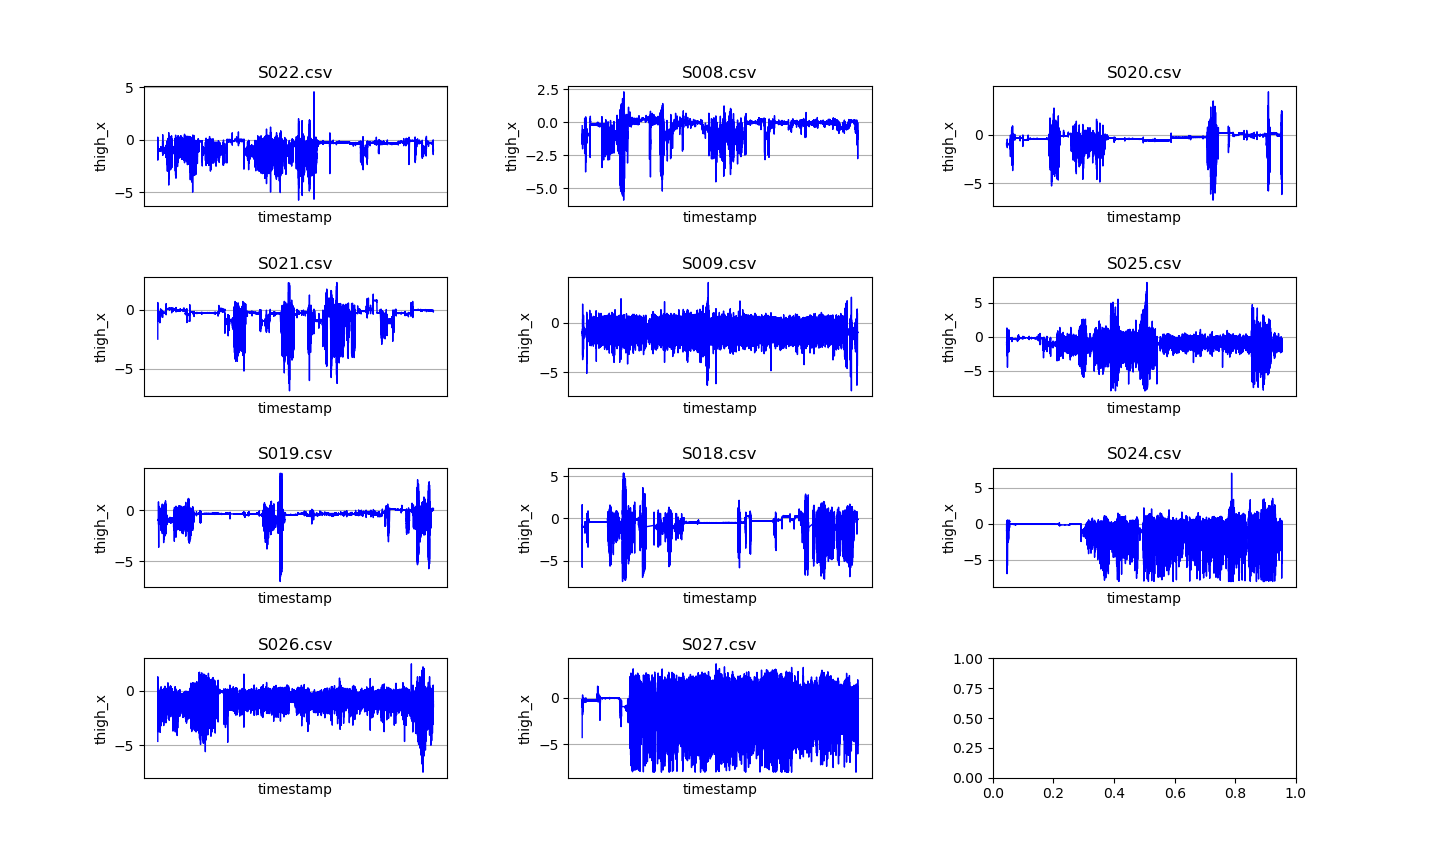 S022.csv
5
0
−5
thigh_x
timestamp
S008.csv
2.5
0.0
−2.5
−5.0
thigh_x
timestamp
S020.csv
0
−5
thigh_x
timestamp
S021.csv
0
−5
thigh_x
timestamp
S009.csv
0
−5
thigh_x
timestamp
S025.csv
5
0
−5
thigh_x
timestamp
S019.csv
0
−5
thigh_x
timestamp
S018.csv
5
0
−5
thigh_x
timestamp
S024.csv
5
0
−5
thigh_x
timestamp
S026.csv
0
−5
thigh_x
timestamp
S027.csv
0
−5
thigh_x
timestamp
1.00
0.75
0.50
0.25
0.00
0.0 0.2 0.4 0.6 0.8 1.0